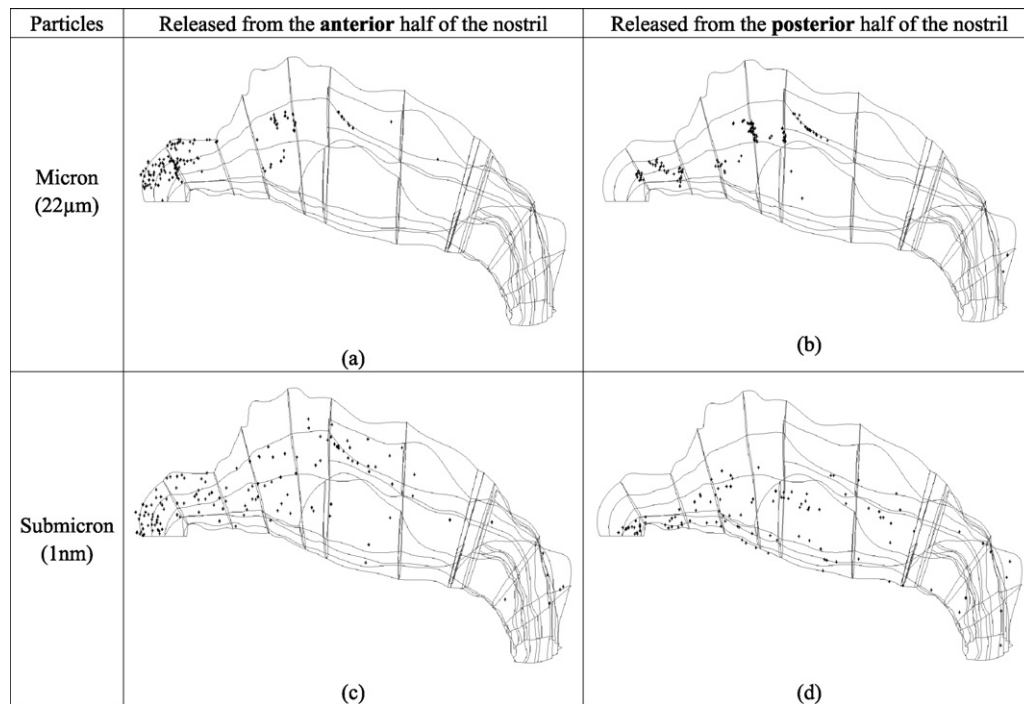 Particles
Released from the anterior half of the nostril
Released from the posterior half of the nostril
Micron
(22μm)
(a)
(b)
Submicron
(1nm)
(c)
(d)